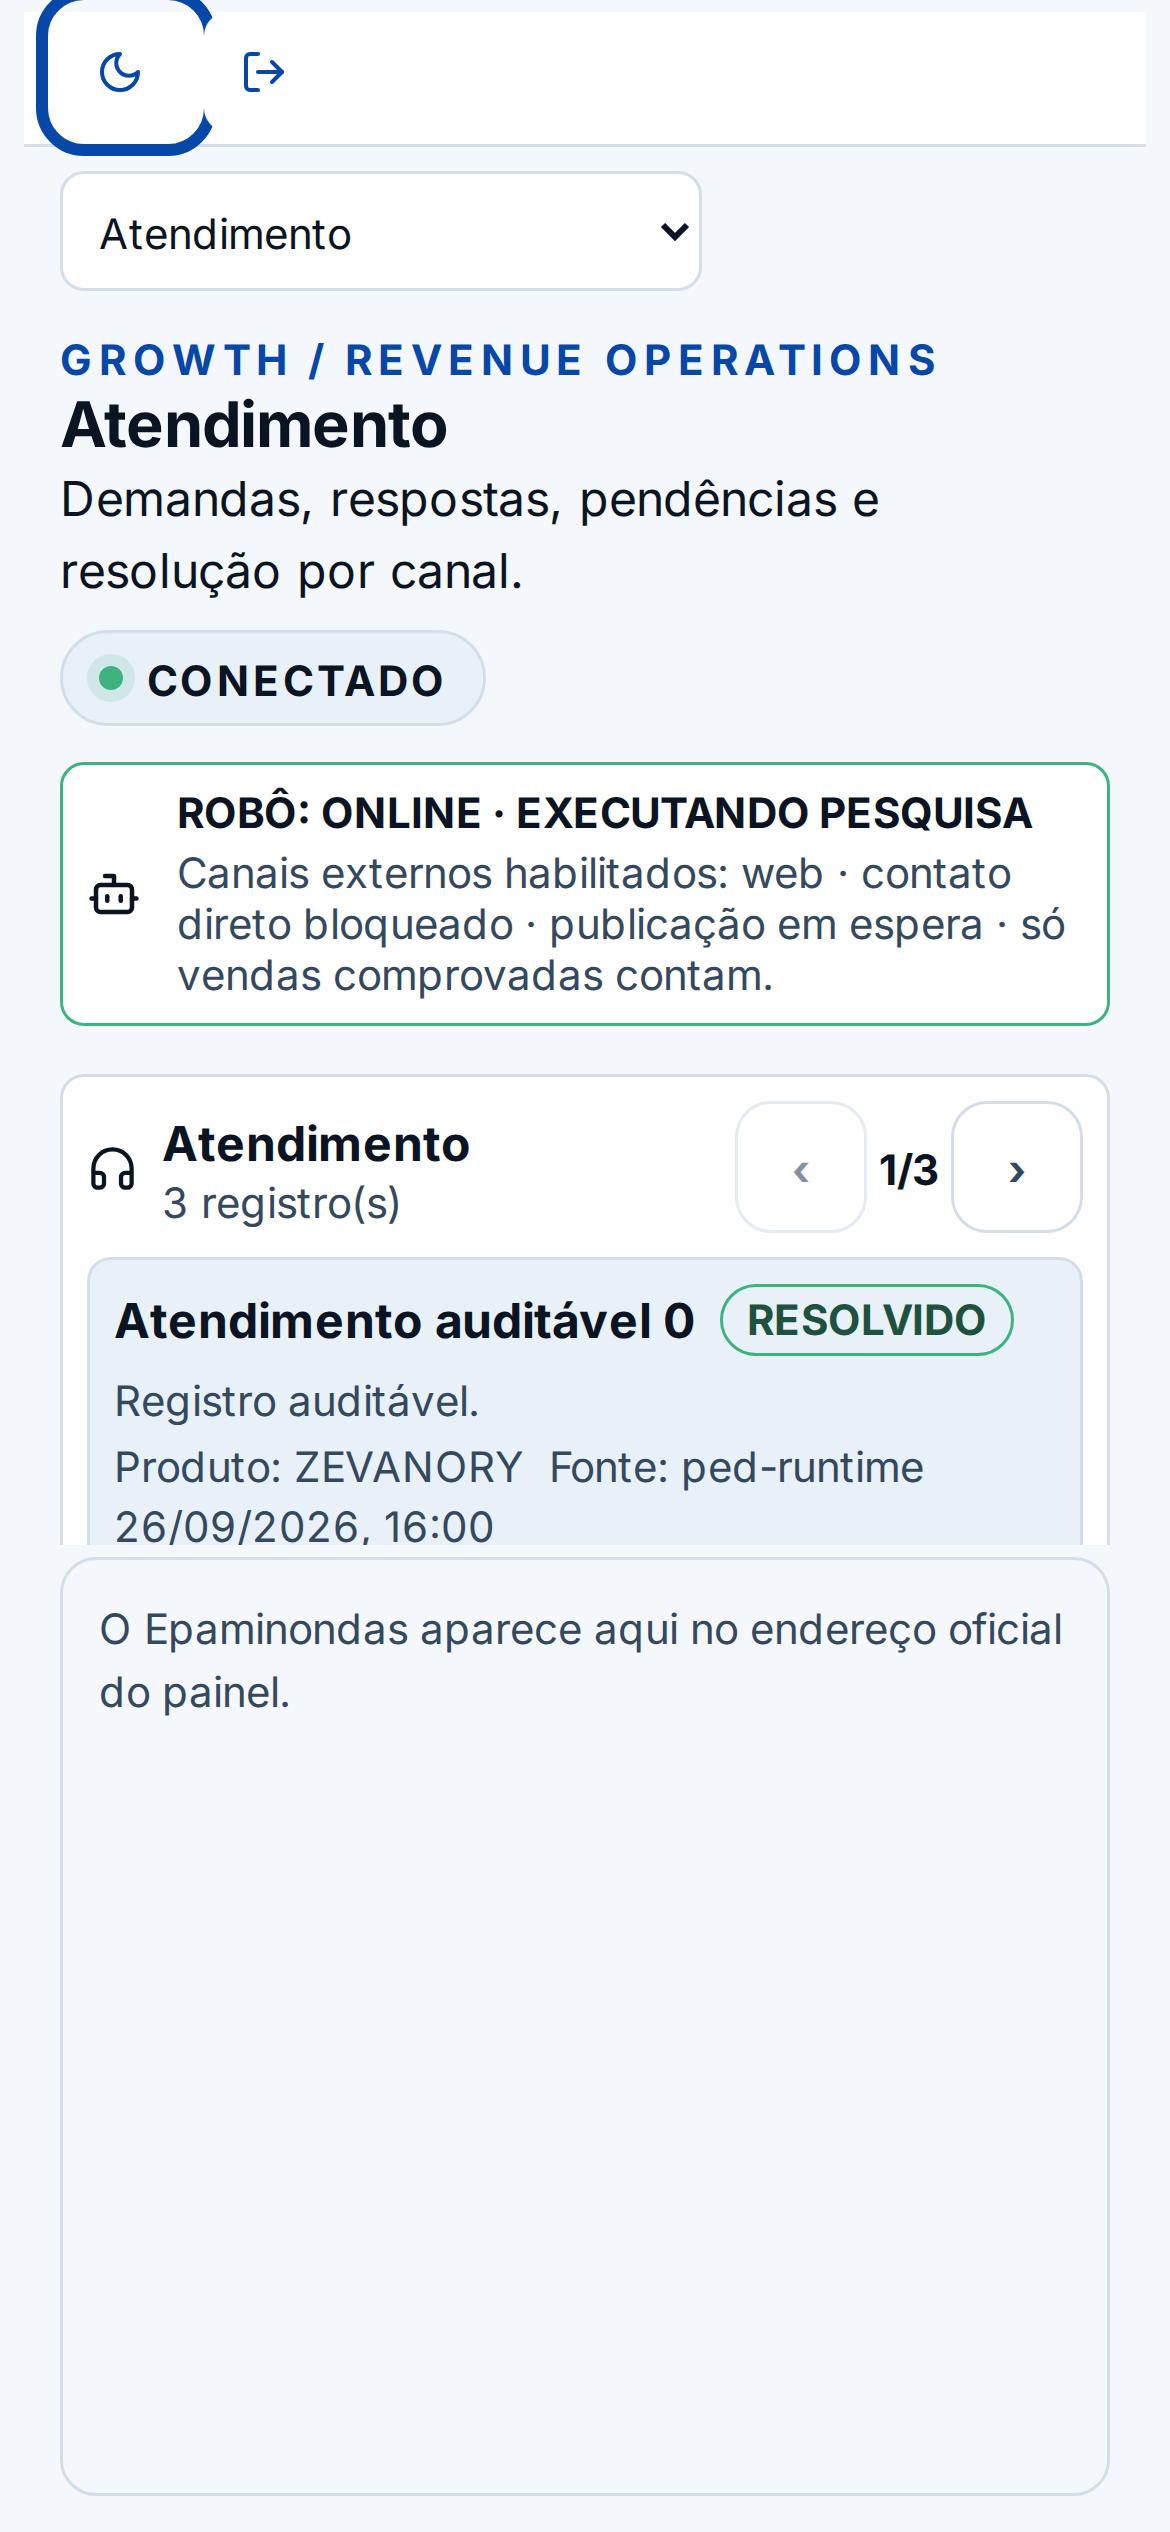 Atendimento
GROWTH / REVENUE OPERATIONS
Atendimento
Demandas, respostas, pendências e
resolução por canal.
CONECTADO
ROBÔ: ONLINE · EXECUTANDO PESQUISA
Canais externos habilitados: web · contato
direto bloqueado · publicação em espera · só
vendas comprovadas contam.
Atendimento
3 registro(s)
‹ 1/3 ›
Atendimento auditável 0 RESOLVIDO
Registro auditável.
Produto: ZEVANORY Fonte: ped-runtime
26/09/2026, 16:00
O Epaminondas aparece aqui no endereço oficial
do painel.